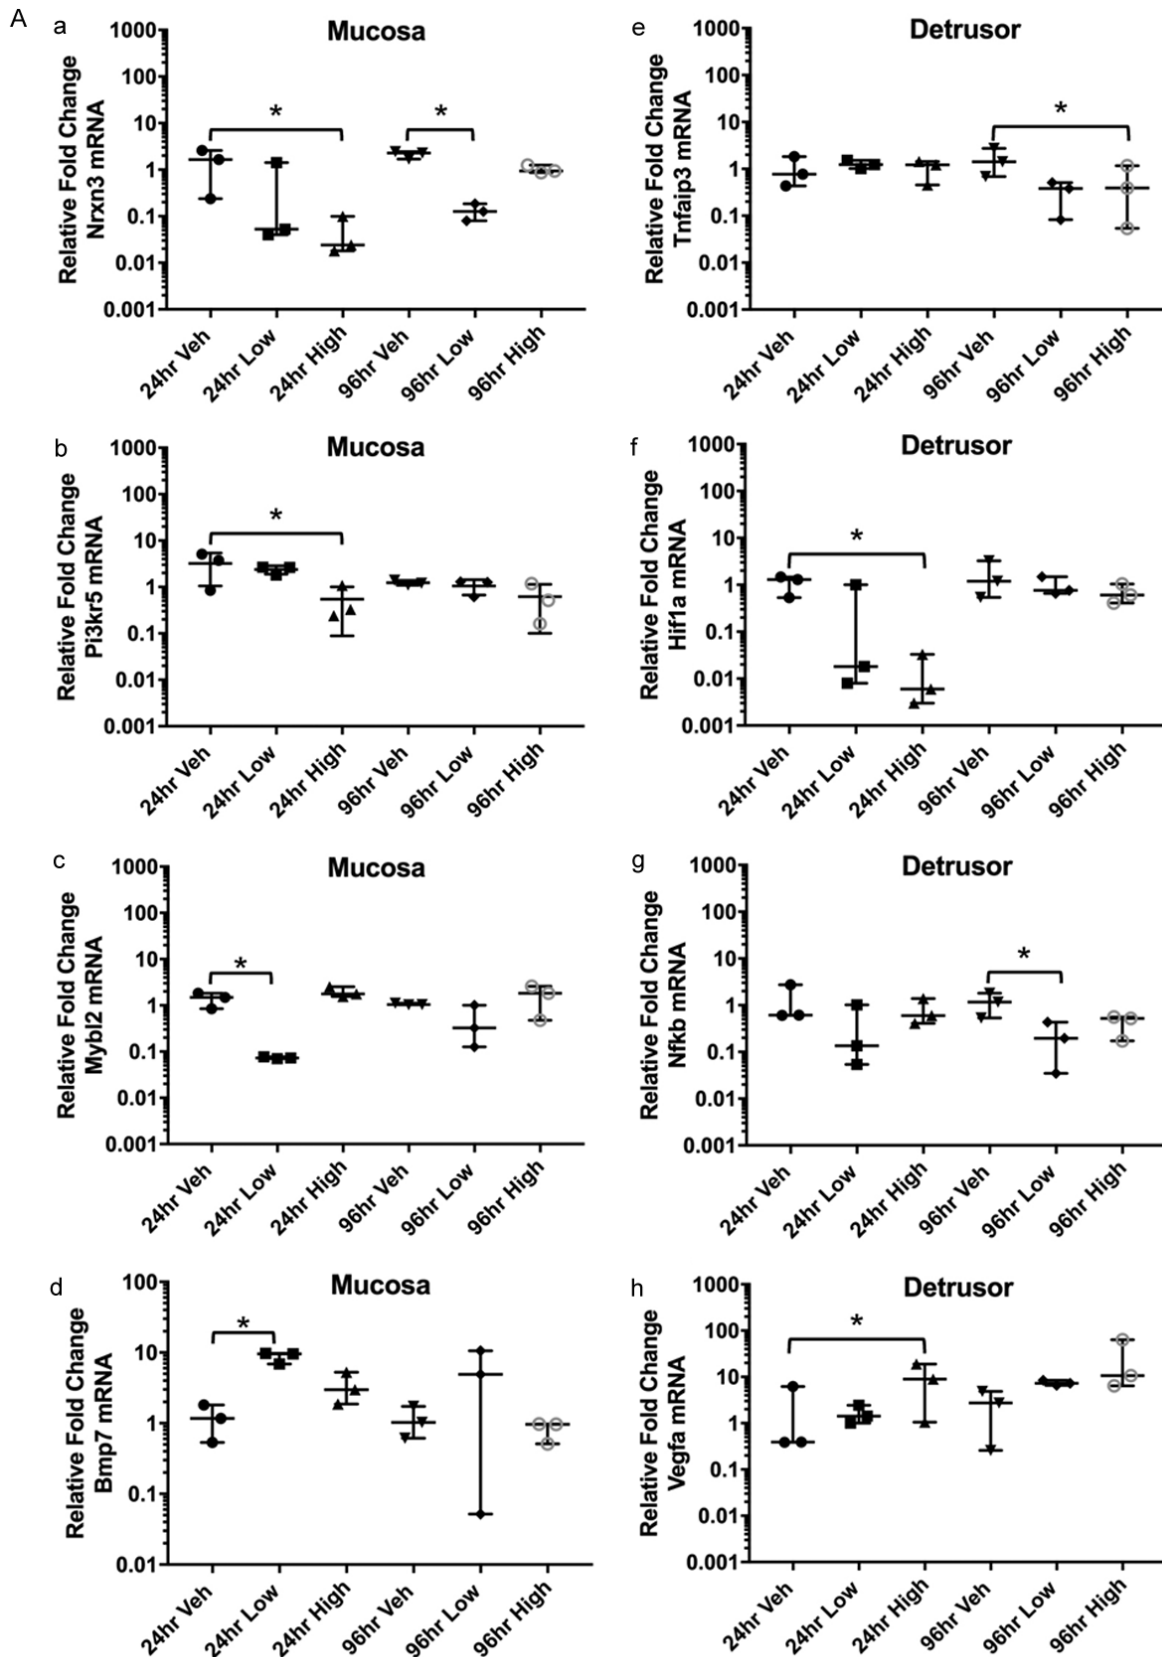 A
a
Mucosa
Relative Fold Change
Nrxn3 mRNA
1000
100
10
1
0.1
0.01
0.001
*
*
24hr Veh
24hr Low
24hr High
96hr Veh
96hr Low
96hr High
e
Detrusor
Relative Fold Change
Tnfaip3 mRNA
1000
100
10
1
0.1
0.01
0.001
*
24hr Veh
24hr Low
24hr High
96hr Veh
96hr Low
96hr High
b
Mucosa
Relative Fold Change
Pi3kr5 mRNA
1000
100
10
1
0.1
0.01
0.001
*
24hr Veh
24hr Low
24hr High
96hr Veh
96hr Low
96hr High
f
Detrusor
Relative Fold Change
Hif1a mRNA
1000
100
10
1
0.1
0.01
0.001
*
24hr Veh
24hr Low
24hr High
96hr Veh
96hr Low
96hr High
c
Mucosa
Relative Fold Change
Mybl2 mRNA
1000
100
10
1
0.1
0.01
0.001
*
24hr Veh
24hr Low
24hr High
96hr Veh
96hr Low
96hr High
g
Detrusor
Relative Fold Change
Nfkb mRNA
1000
100
10
1
0.1
0.01
0.001
*
24hr Veh
24hr Low
24hr High
96hr Veh
96hr Low
96hr High
d
Mucosa
Relative Fold Change
Bmp7 mRNA
100
10
1
0.1
0.01
*
24hr Veh
24hr Low
24hr High
96hr Veh
96hr Low
96hr High
h
Detrusor
Relative Fold Change
Vegfa mRNA
1000
100
10
1
0.1
0.01
0.001
*
24hr Veh
24hr Low
24hr High
96hr Veh
96hr Low
96hr High